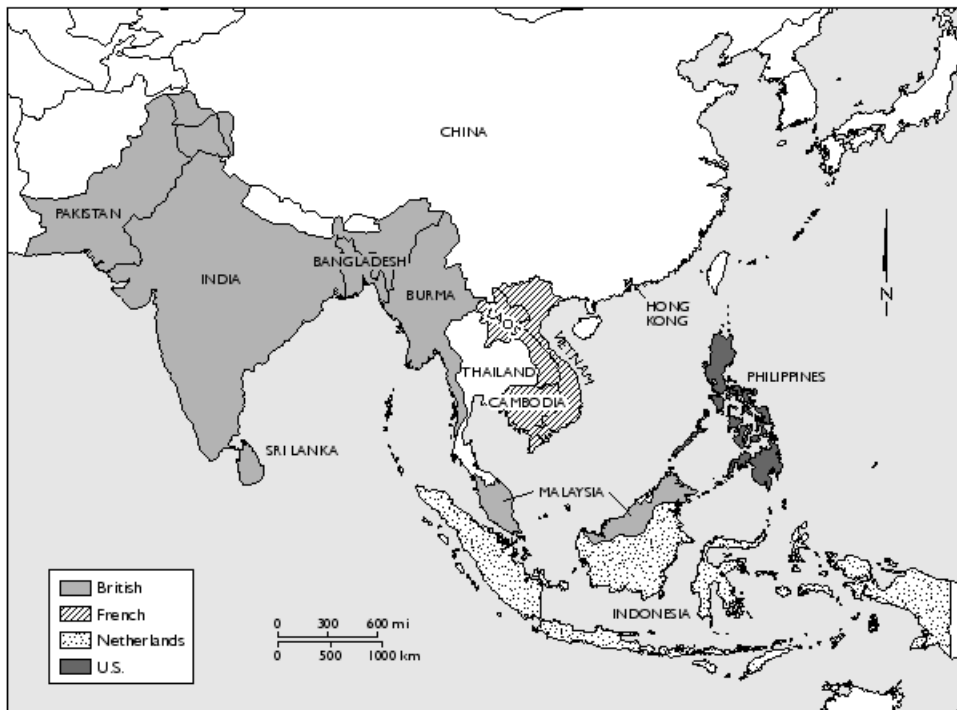 CHINA
PAKISTAN
INDIA
BANGLADESH
BURMA
LAOS
VIETNAM
HONG
KONG
N
THAILAND
CAMBODIA
PHILIPPINES
SRI LANKA
MALAYSIA
INDONESIA
British
French
Netherlands
U.S.
0 300 600 mi
0 500 1000 km